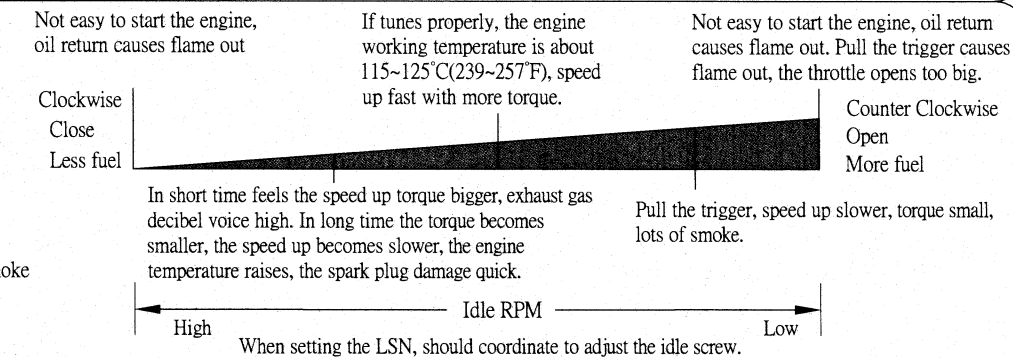 Not easy to start the engine,
oil return causes flame out
If tunes properly, the engine
working temperature is about
115~125°C(239~257°F), speed
up fast with more torque.
Not easy to start the engine, oil return
causes flame out. Pull the trigger causes
flame out, the throttle opens too big.
Clockwise
Close
Less fuel
Counter Clockwise
Open
More fuel
In short time feels the speed up torque bigger, exhaust gas
decibel voice high. In long time the torque becomes
smaller, the speed up becomes slower, the engine
temperature raises, the spark plug damage quick.
Pull the trigger, speed up slower, torque small,
lots of smoke.
oke
Idle RPM
High
Low
When setting the LSN, should coordinate to adjust the idle screw.